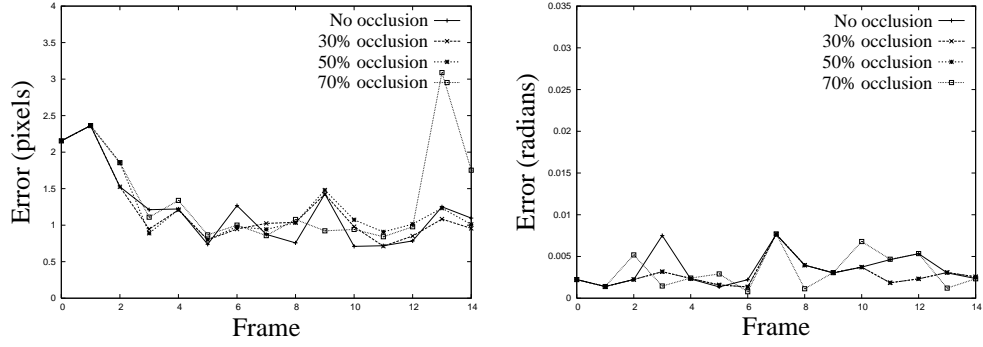 4
3.5
3
2.5
2
1.5
1
0.5
0
Error (pixels)
No occlusion
30% occlusion
50% occlusion
70% occlusion
0 2 4 6 8 10 12 14
Frame
0.035
0.03
0.025
0.02
0.015
0.01
0.005
0
Error (radians)
No occlusion
30% occlusion
50% occlusion
70% occlusion
0 2 4 6 8 10 12 14
Frame